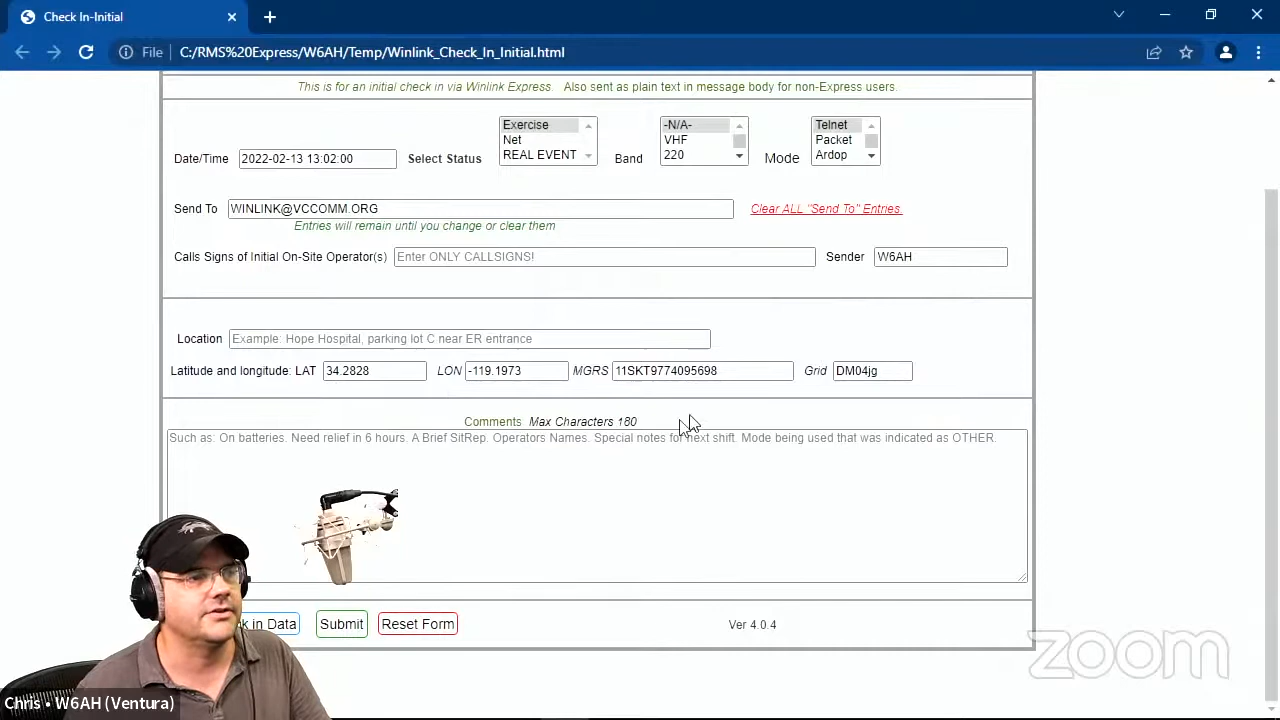 Check In-Initial
File C:/RMS%20Express/W6AH/Temp/Winlink_Check_In_Initial.html
This is for an initial check in via Winlink Express. Also sent as plain text in message body for non-Express users.
Date/Time 2022-02-13 13:02:00 Select Status Exercise Net REAL EVENT Band -N/A- VHF 220 Mode Telnet Packet Ardop
Send To WINLINK@VCCOMM.ORG Clear ALL "Send To" Entries.
Entries will remain until you change or clear them
Calls Signs of Initial On-Site Operator(s) Enter ONLY CALLSIGNS! Sender W6AH
Location Example: Hope Hospital, parking lot C near ER entrance
Latitude and longitude: LAT 34.2828 LON -119.1973 MGRS 11SKT9774095698 Grid DM04jg
Comments Max Characters 180
Such as: On batteries. Need relief in 6 hours. A Brief SitRep. Operators Names. Special notes for next shift. Mode being used that was indicated as OTHER.
in Data Submit Reset Form Ver 4.0.4
zoom
Chris • W6AH (Ventura)